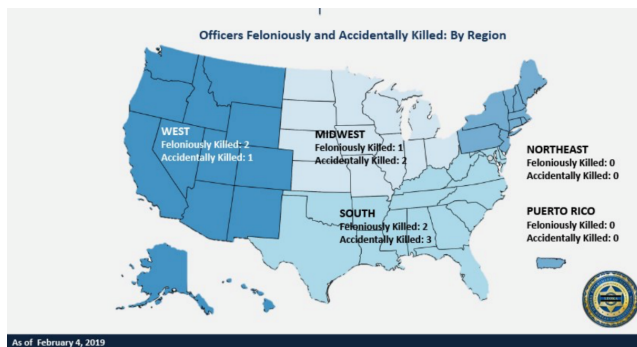 Officers Feloniously and Accidentally Killed: By Region
WEST
Feloniously Killed: 2
Accidentally Killed: 1
MIDWEST
Feloniously Killed: 1
Accidentally Killed: 2
NORTHEAST
Feloniously Killed: 0
Accidentally Killed: 0
SOUTH
Feloniously Killed: 2
Accidentally Killed: 3
PUERTO RICO
Feloniously Killed: 0
Accidentally Killed: 0
As of February 4, 2019